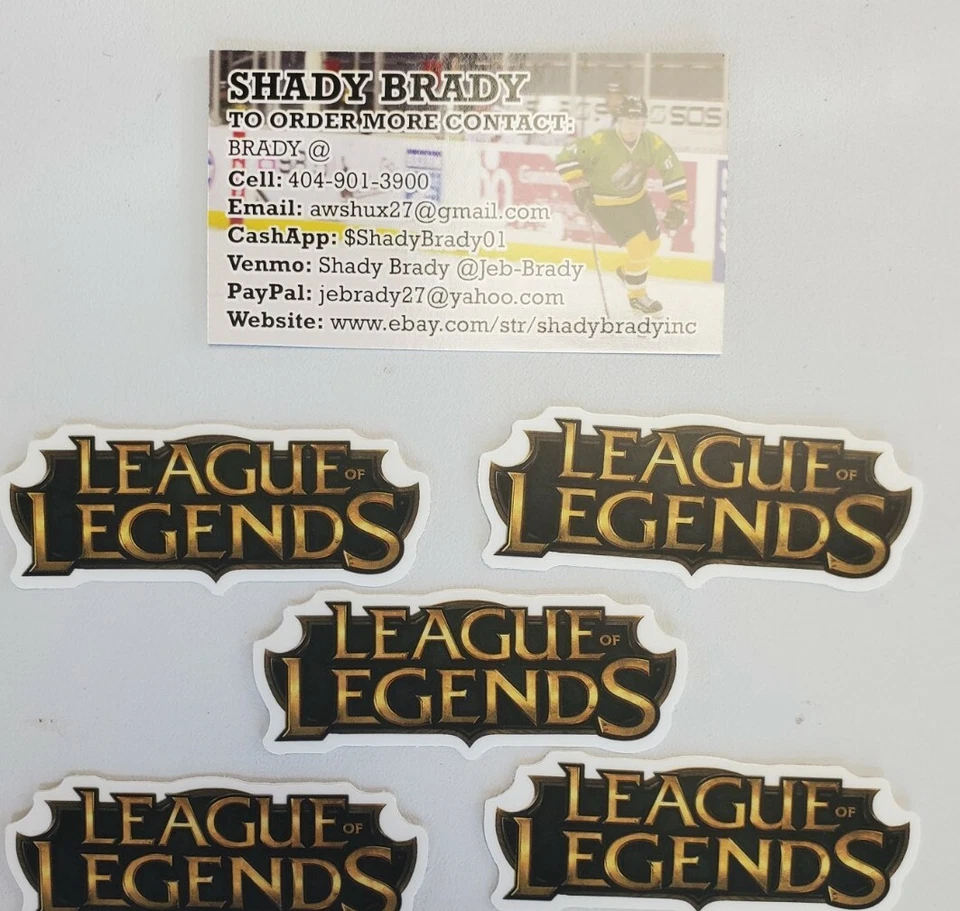 SHADY BRADY
TO ORDER MORE CONTACT:
BRADY @
Cell: 404-901-3900
Email: awshux27@gmail.com
CashApp: $ShadyBrady01
Venmo: Shady Brady @Jeb-Brady
PayPal: jebrady27@yahoo.com
Website: www.ebay.com/str/shadybradyinc
SOS
LEAGUE OF
LEGENDS
LEAGUE OF
LEGENDS
LEAGUE OF
LEGENDS
LEAGUE OF
LEGENDS
LEAGUE OF
LEGENDS